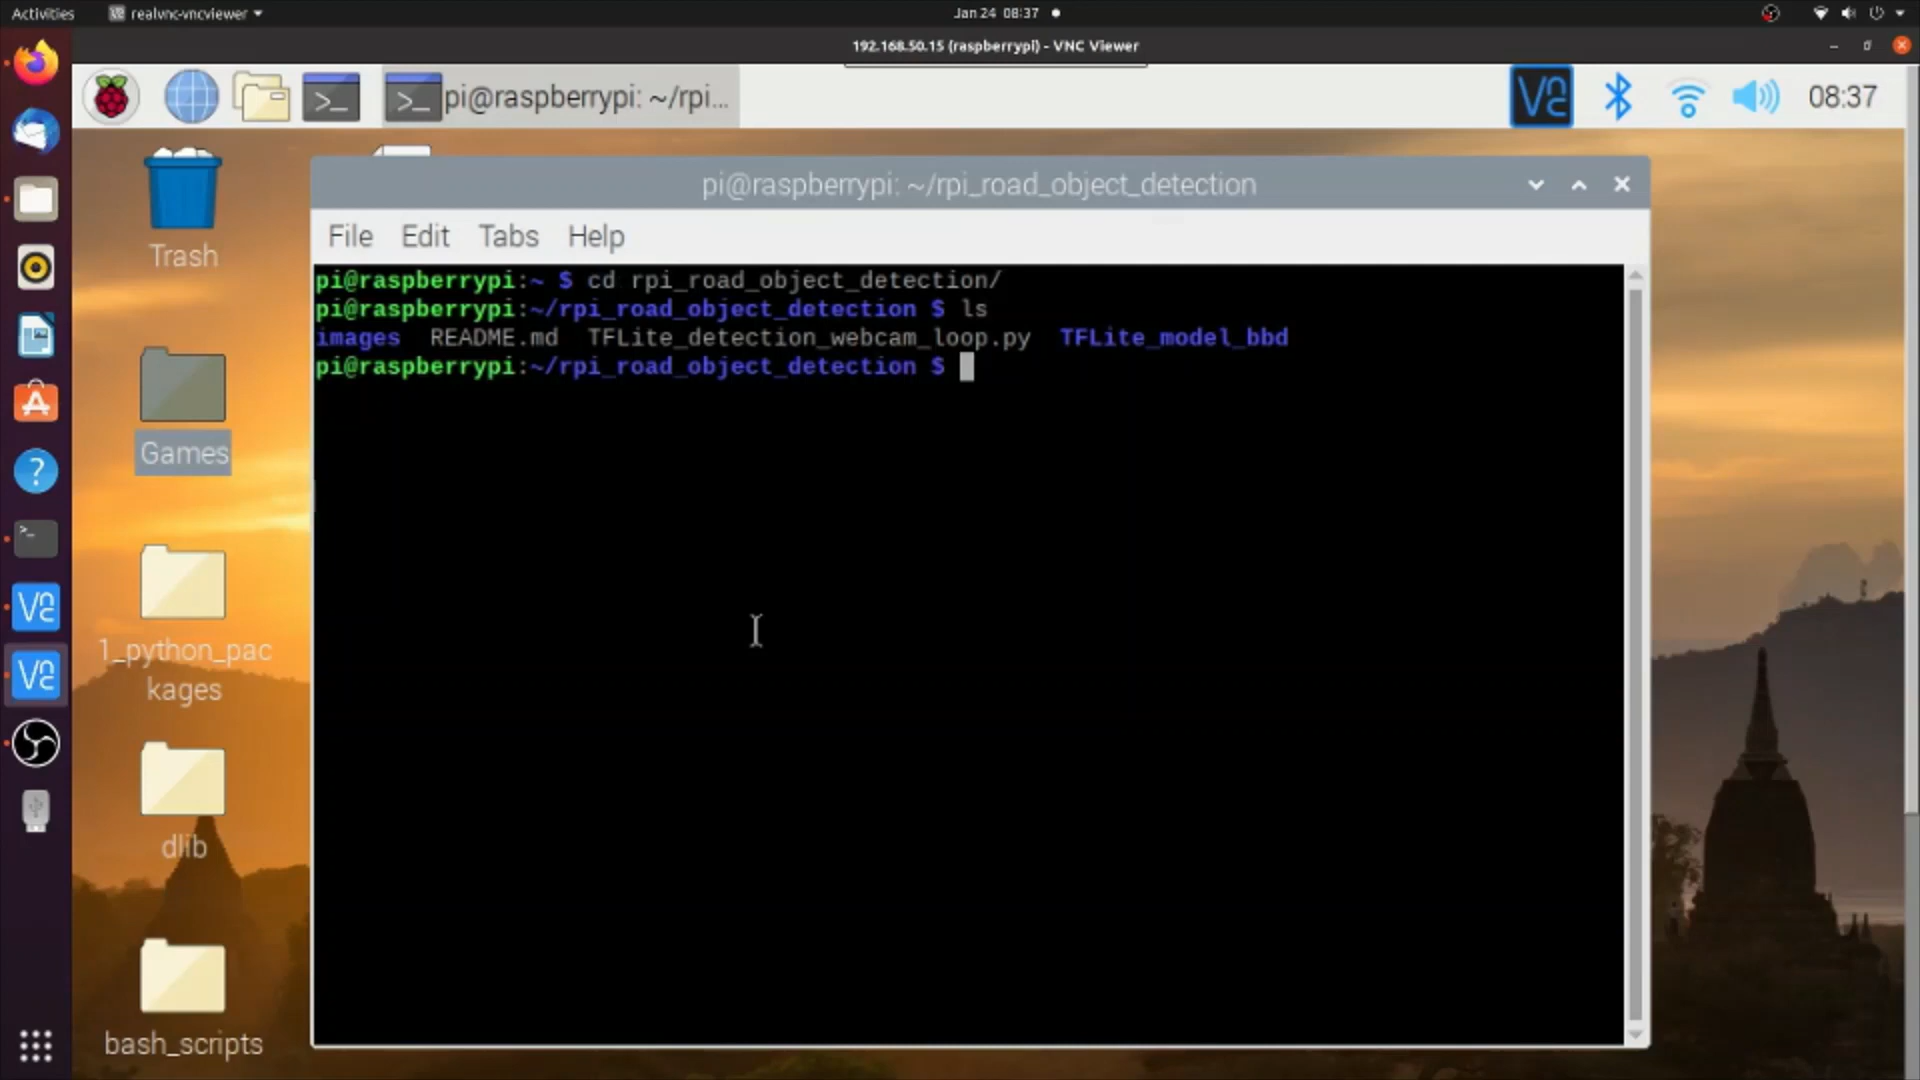 Activities realvnc-vncviewer Jan 24 08:37
192.168.50.15 (raspberrypi) - VNC Viewer
pi@raspberrypi: ~/rpi... 08:37
pi@raspberrypi: ~/rpi_road_object_detection
File Edit Tabs Help
pi@raspberrypi:~ $ cd rpi_road_object_detection/
pi@raspberrypi:~/rpi_road_object_detection $ ls
images README.md TFLite_detection_webcam_loop.py TFLite_model_bbd
pi@raspberrypi:~/rpi_road_object_detection $
Trash
Games
1_python_pac
kages
dlib
bash_scripts